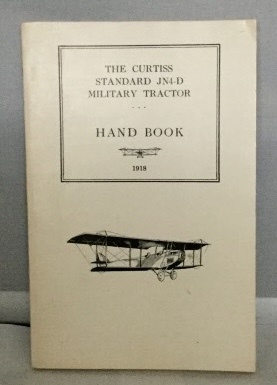 THE CURTISS
STANDARD JN4-D
MILITARY TRACTOR
...
HAND BOOK
1918